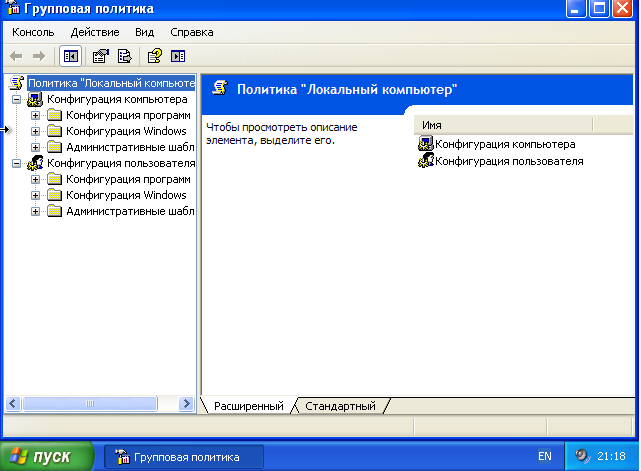 Групповая политика
Консоль Действие Вид Справка
Политика "Локальный компьюте
Конфигурация компьютера
Конфигурация программ
Конфигурация Windows
Административные шабл
Конфигурация пользователя
Конфигурация программ
Конфигурация Windows
Административные шабл
Политика "Локальный компьютер"
Чтобы просмотреть описание
элемента, выделите его.
Имя
Конфигурация компьютера
Конфигурация пользователя
Расширенный Стандартный
пуск Групповая политика EN 21:18